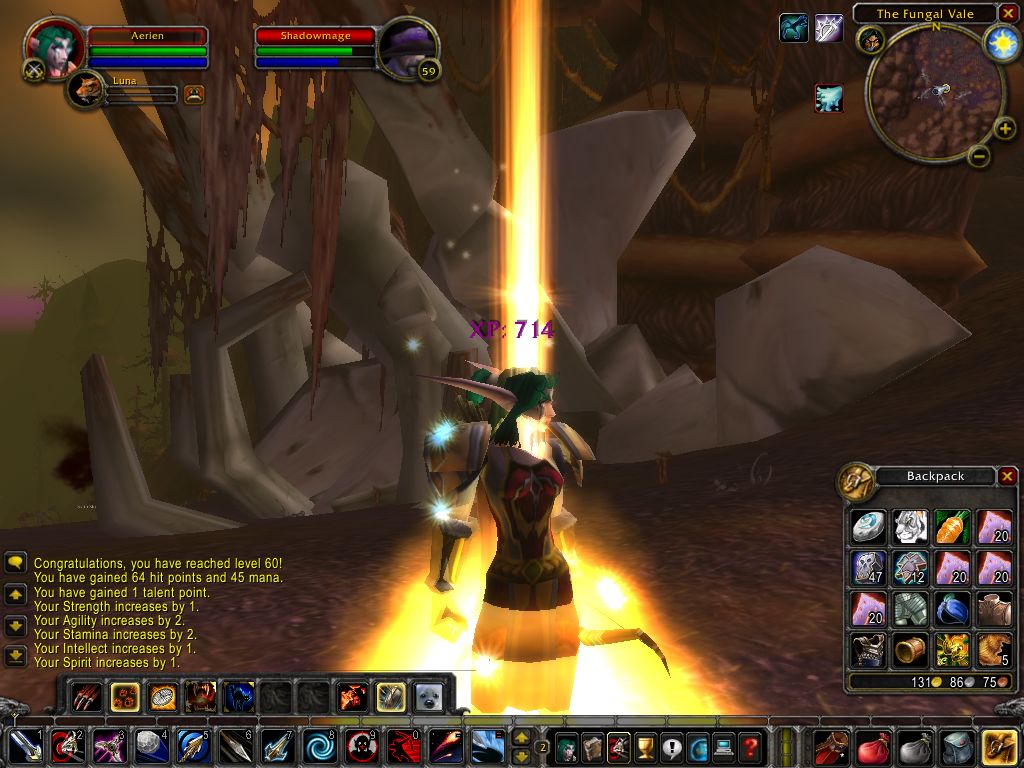 Aerien
Shadowmage
59
Luna
The Fungal Vale
N
XP: 714
Backpack
20
47
12
20
20
20
5
131 86 75
Congratulations, you have reached level 60!
You have gained 64 hit points and 45 mana.
You have gained 1 talent point.
Your Strength increases by 1.
Your Agility increases by 2.
Your Stamina increases by 2.
Your Intellect increases by 1.
Your Spirit increases by 1.
1 2 3 4 5 6 7 8 9 0 E 2